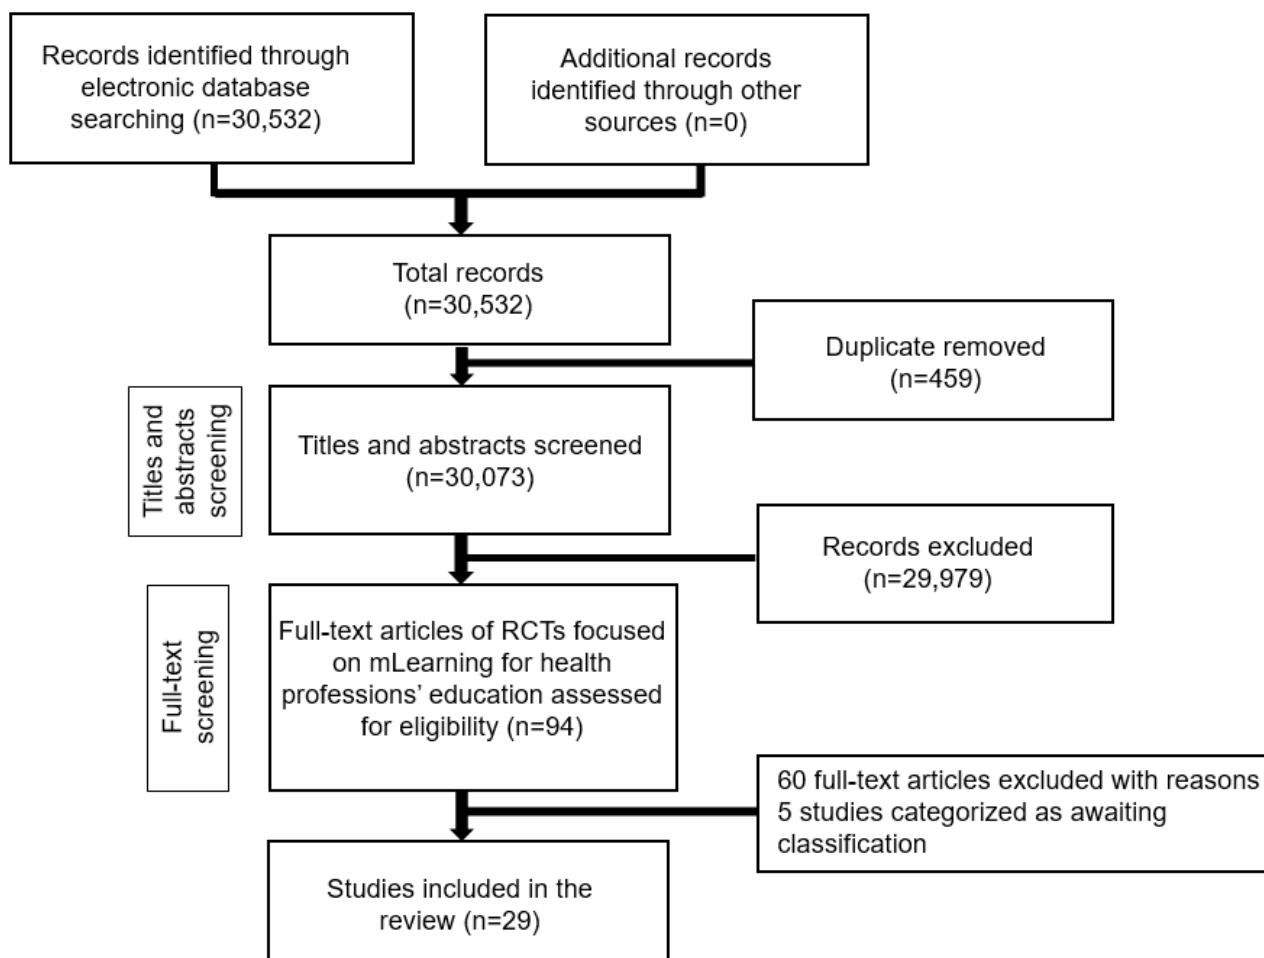 Records identified through
electronic database
searching (n=30,532)
Additional records
identified through other
sources (n=0)
Total records
(n=30,532)
Duplicate removed
(n=459)
Titles and
abstracts
screening
Titles and abstracts screened
(n=30,073)
Records excluded
(n=29,979)
Full-text
screening
Full-text articles of RCTs focused
on mLearning for health
professions’ education assessed
for eligibility (n=94)
60 full-text articles excluded with reasons
5 studies categorized as awaiting
classification
Studies included in the
review (n=29)